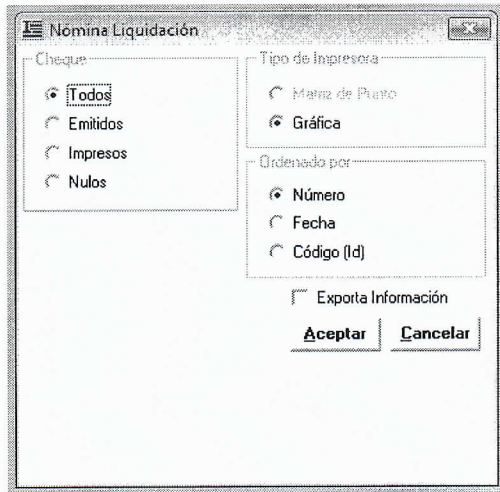 Nómina Liquidación
Cheque
Todos
Emitidos
Impresos
Nulos
Tipo de Impresora
Matriz de Punto
Gráfica
Ordenado por
Número
Fecha
Código (Id)
Exporta Información
Aceptar
Cancelar